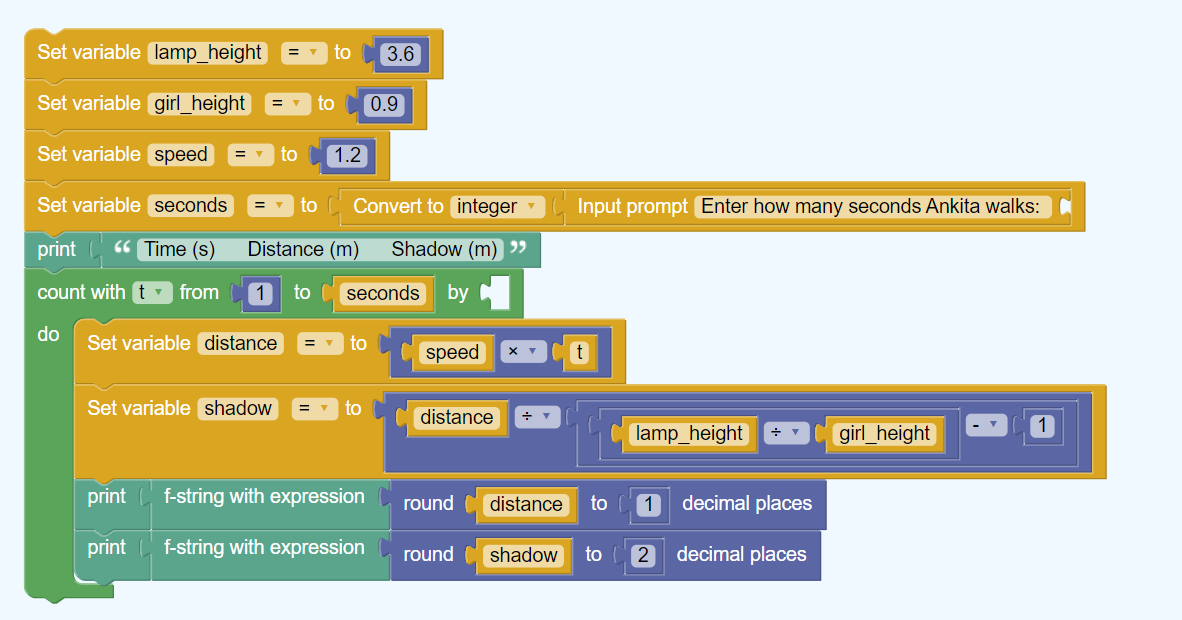 Set variable lamp_height = to 3.6
Set variable girl_height = to 0.9
Set variable speed = to 1.2
Set variable seconds = to Convert to integer Input prompt Enter how many seconds Ankita walks:
print “ Time (s) Distance (m) Shadow (m) ”
count with t from 1 to seconds by
do
Set variable distance = to speed × t
Set variable shadow = to distance ÷ lamp_height ÷ girl_height - 1
print f-string with expression round distance to 1 decimal places
print f-string with expression round shadow to 2 decimal places